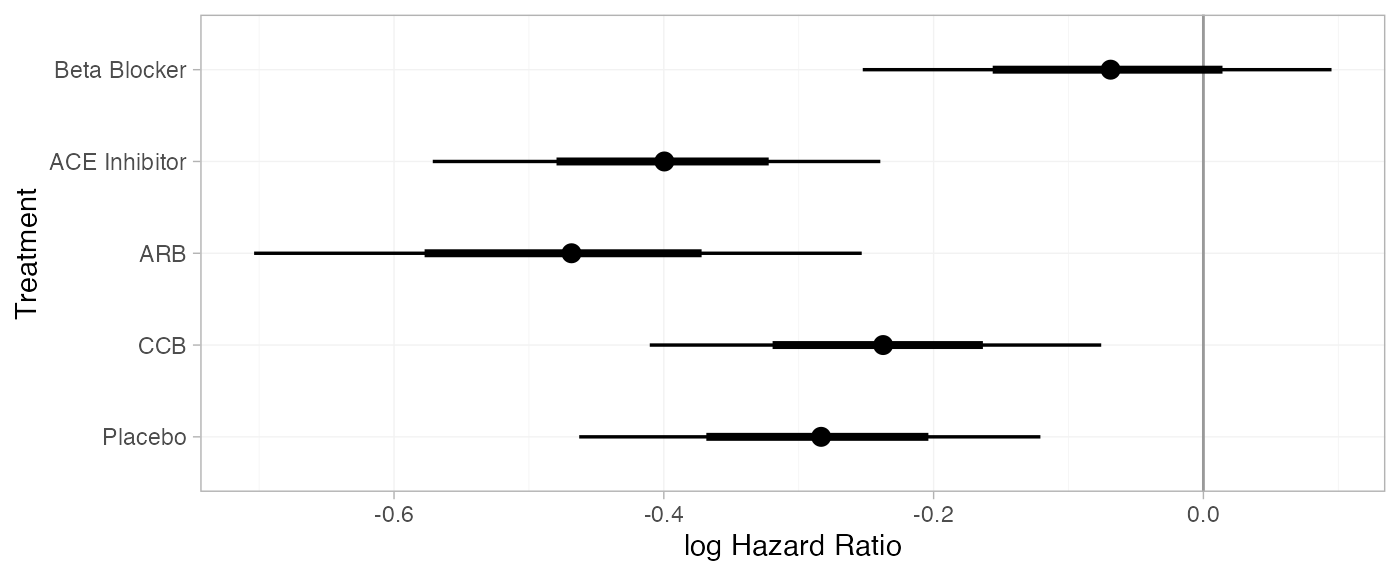 Treatment
Beta Blocker
ACE Inhibitor
ARB
CCB
Placebo
-0.6 -0.4 -0.2 0.0
log Hazard Ratio